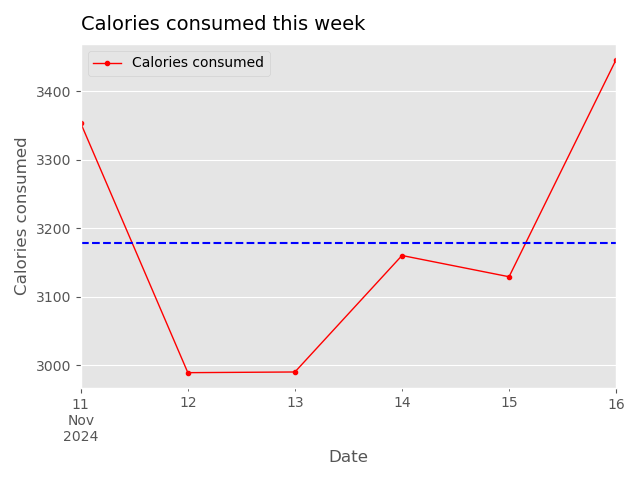 Calories consumed this week
Calories consumed
3400
3300
3200
3100
3000
Calories consumed
11
12
13
14
15
16
Nov
2024
Date